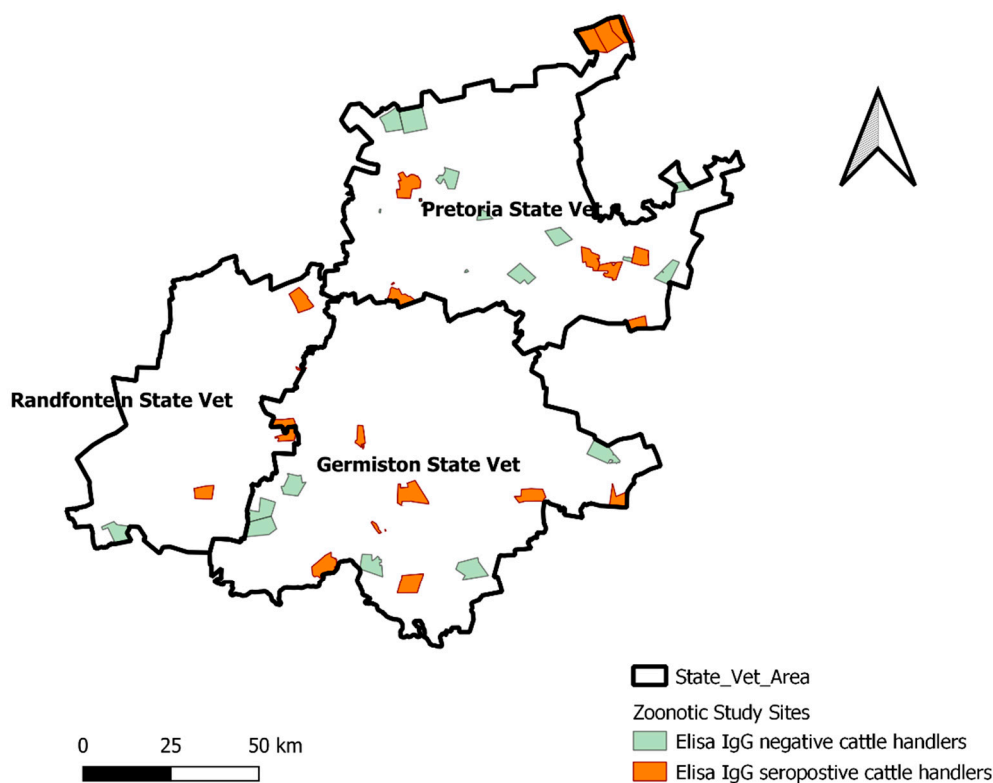 Pretoria State Vet
Randfontein State Vet
Germiston State Vet
State_Vet_Area
Zoonotic Study Sites
Elisa IgG negative cattle handlers
Elisa IgG seropostive cattle handlers
0 25 50 km